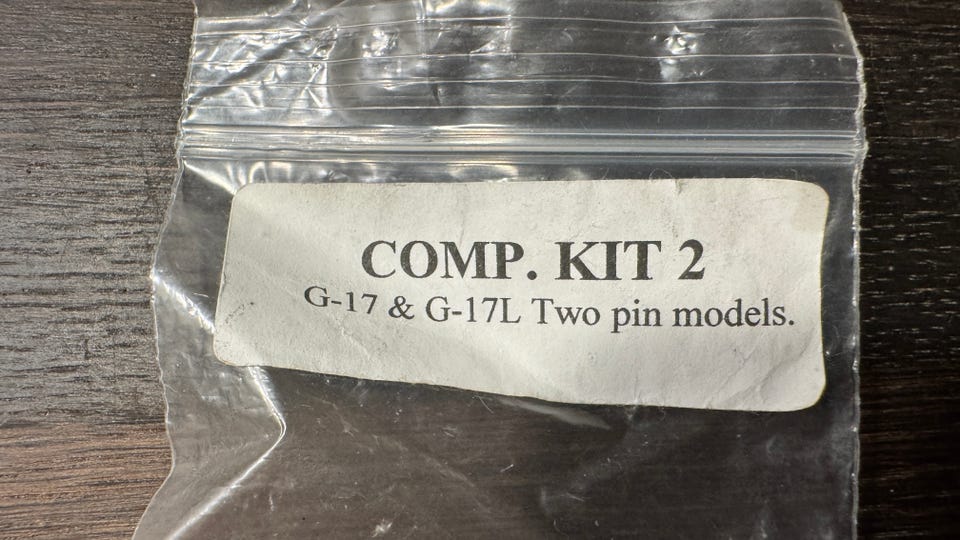 COMP. KIT 2
G-17 & G-17L Two pin models.